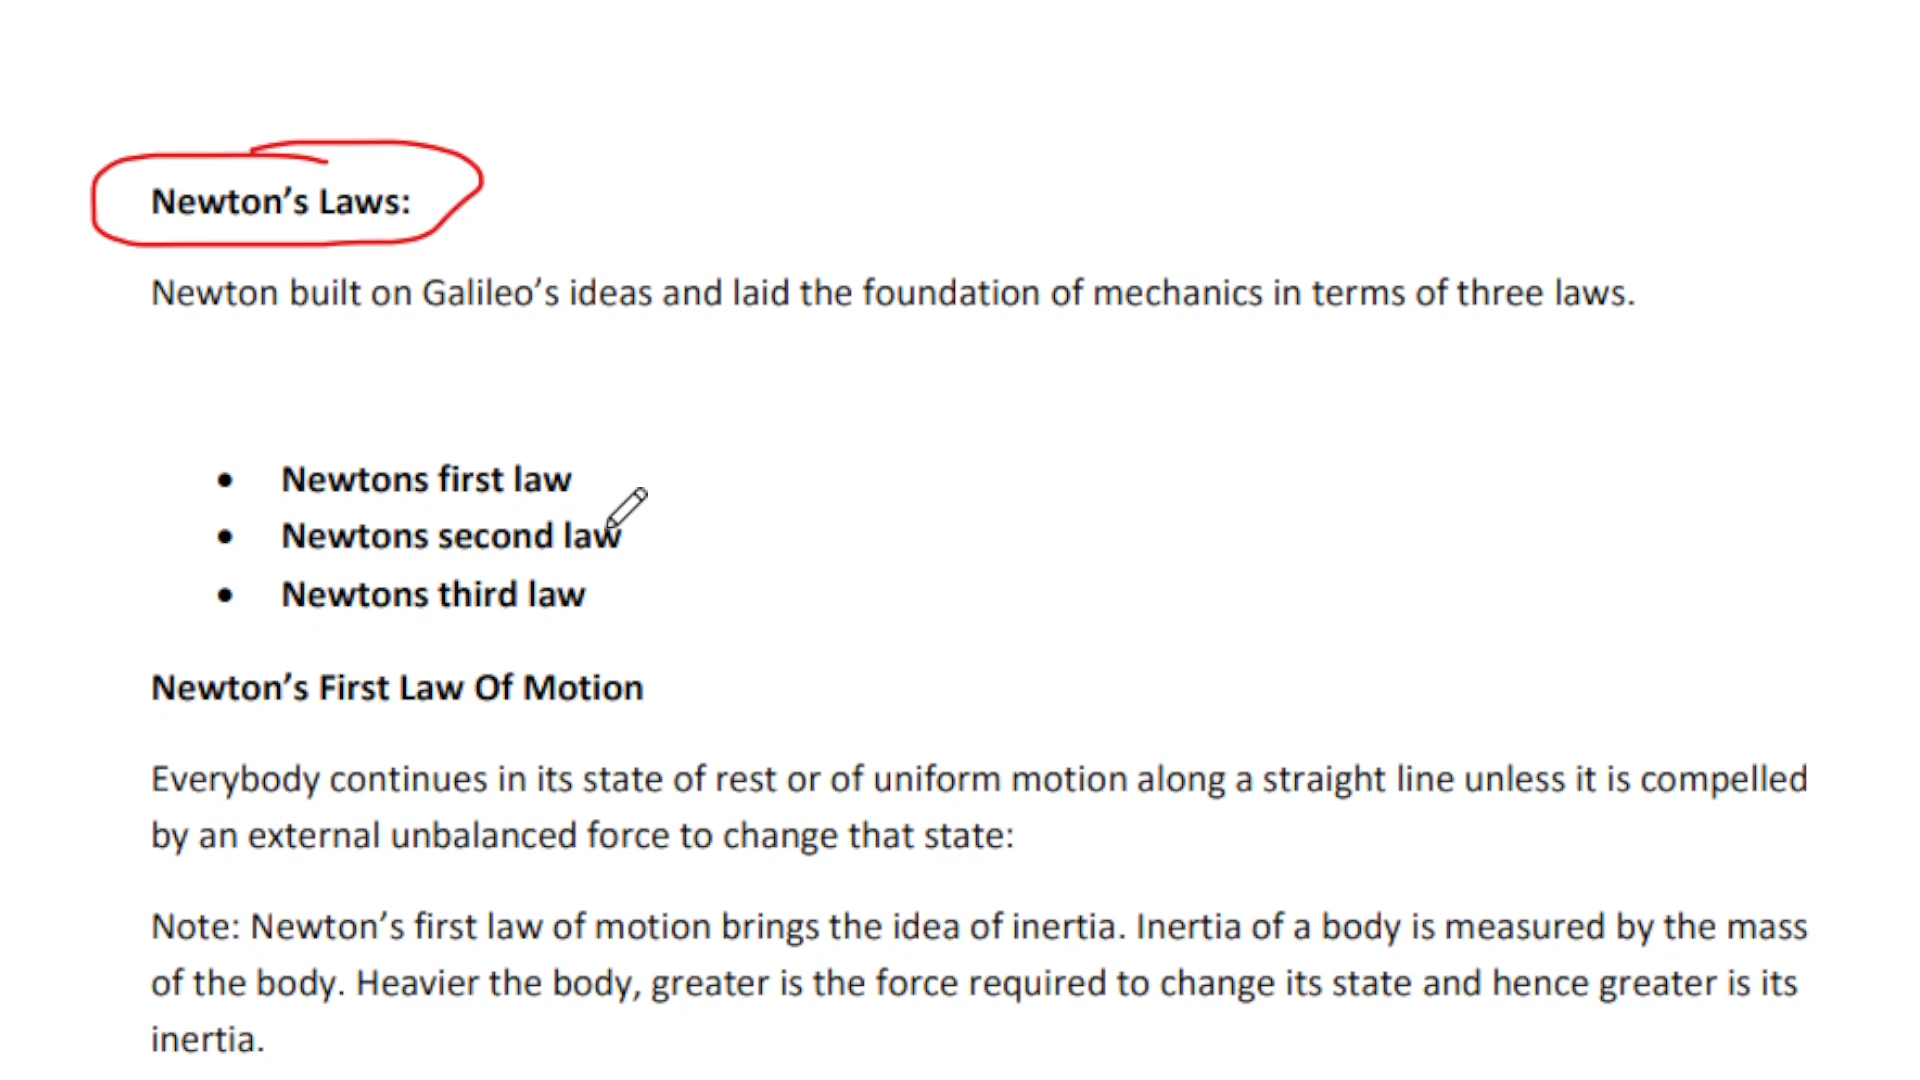 Newton’s Laws:
Newton built on Galileo’s ideas and laid the foundation of mechanics in terms of three laws.
• Newtons first law
• Newtons second law
• Newtons third law
Newton’s First Law Of Motion
Everybody continues in its state of rest or of uniform motion along a straight line unless it is compelled
by an external unbalanced force to change that state:
Note: Newton’s first law of motion brings the idea of inertia. Inertia of a body is measured by the mass
of the body. Heavier the body, greater is the force required to change its state and hence greater is its
inertia.